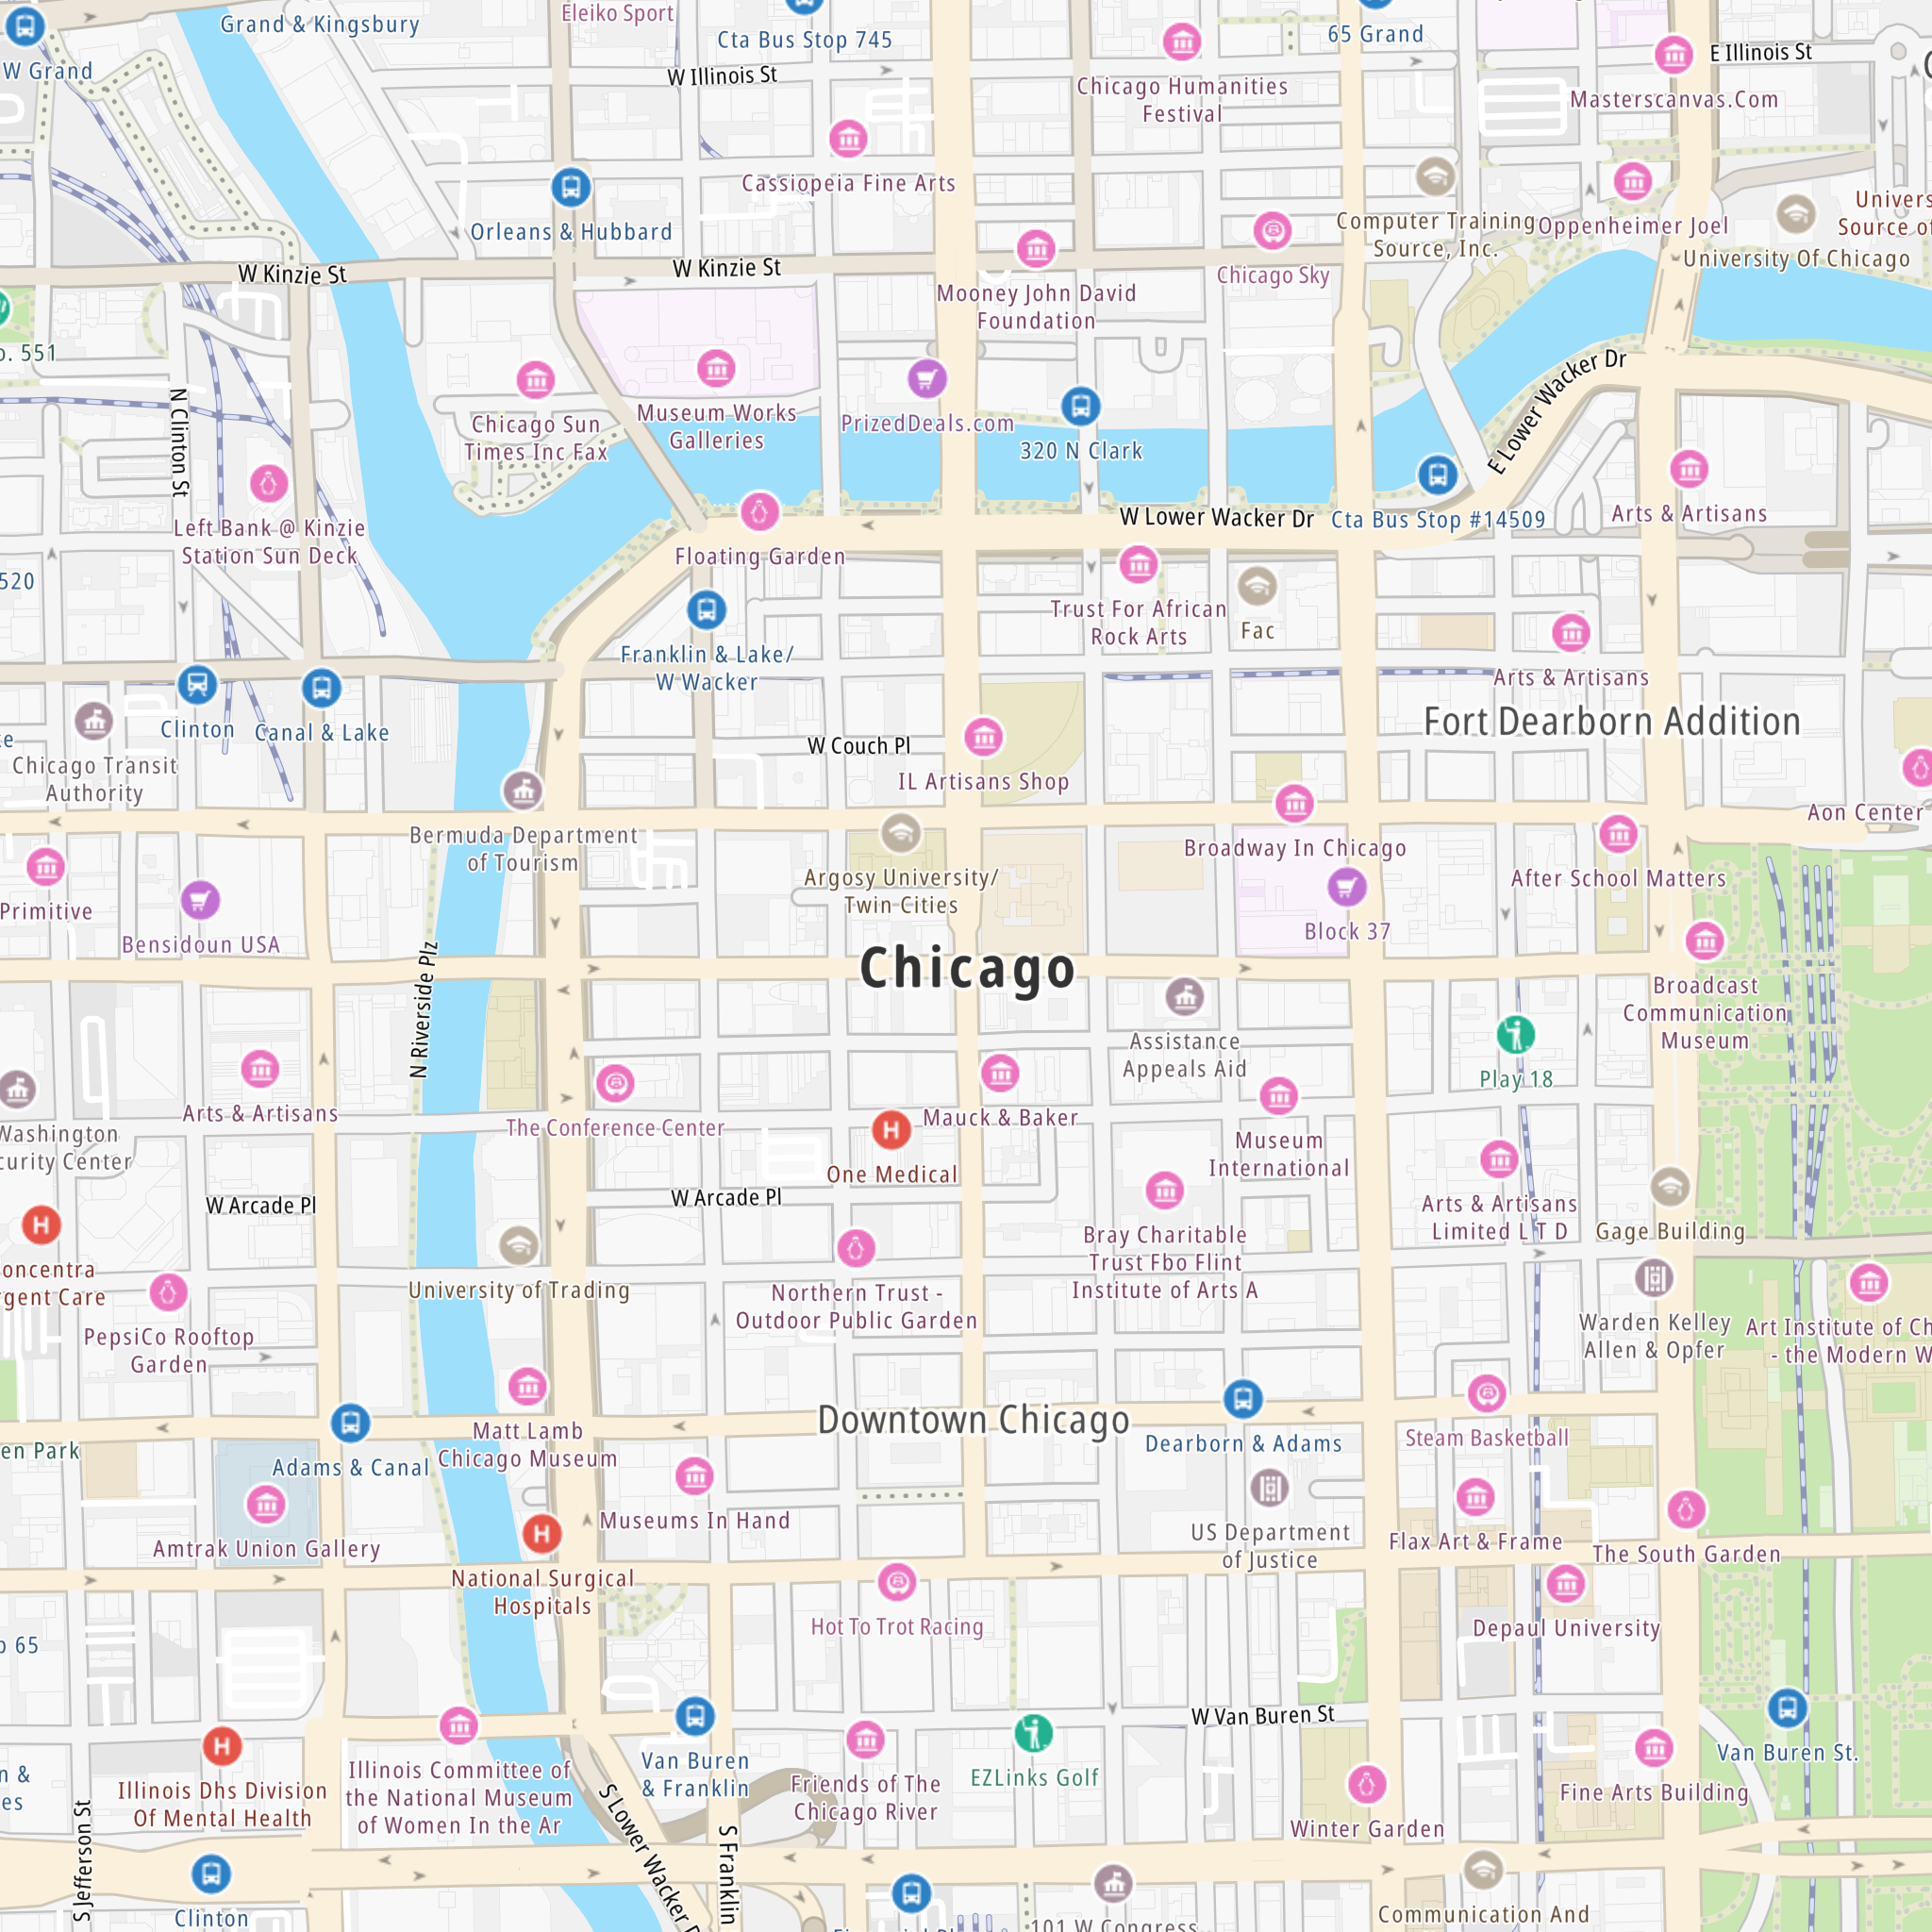 Eleiko Sport
Grand & Kingsbury
Cta Bus Stop 745
65 Grand
E Illinois St
W Grand
W Illinois St
Chicago Humanities
Festival
Masterscanvas.Com
Cassiopeia Fine Arts
Orleans & Hubbard
Computer Training
Source, Inc.
Oppenheimer Joel
University Of Chicago
W Kinzie St
W Kinzie St
Chicago Sky
Mooney John David
Foundation
551
N Clinton St
Chicago Sun
Times Inc Fax
Museum Works
Galleries
PrizedDeals.com
320 N Clark
E Lower Wacker Dr
Left Bank @ Kinzie
Station Sun Deck
Floating Garden
W Lower Wacker Dr
Cta Bus Stop #14509
Arts & Artisans
520
Trust For African
Rock Arts
Fac
Franklin & Lake/
W Wacker
Arts & Artisans
Clinton
Canal & Lake
Fort Dearborn Addition
Chicago Transit
Authority
W Couch Pl
IL Artisans Shop
Aon Center
Bermuda Department
of Tourism
Broadway In Chicago
Argosy University/
Twin Cities
After School Matters
Primitive
Bensidoun USA
Block 37
N Riverside Plz
Chicago
Broadcast
Communication
Museum
Assistance
Appeals Aid
Play 18
Arts & Artisans
The Conference Center
Mauck & Baker
Washington
curity Center
Museum
International
One Medical
W Arcade Pl
W Arcade Pl
Arts & Artisans
Limited L T D
Gage Building
Bray Charitable
Trust Fbo Flint
Institute of Arts A
oncentra
rgent Care
University of Trading
Northern Trust -
Outdoor Public Garden
PepsiCo Rooftop
Garden
Warden Kelley
Allen & Opfer
Art Institute of Ch
- the Modern W
Matt Lamb
Chicago Museum
Downtown Chicago
Dearborn & Adams
Steam Basketball
en Park
Adams & Canal
Museums In Hand
US Department
of Justice
Flax Art & Frame
The South Garden
Amtrak Union Gallery
National Surgical
Hospitals
Hot To Trot Racing
Depaul University
65
W Van Buren St
Illinois Dhs Division
Of Mental Health
Illinois Committee of
the National Museum
of Women In the Ar
Van Buren
& Franklin
Friends of The
Chicago River
EZLinks Golf
Van Buren St.
Fine Arts Building
Winter Garden
S Jefferson St
S Lower Wacker
S Franklin
Clinton
101 W Congress
Communication And